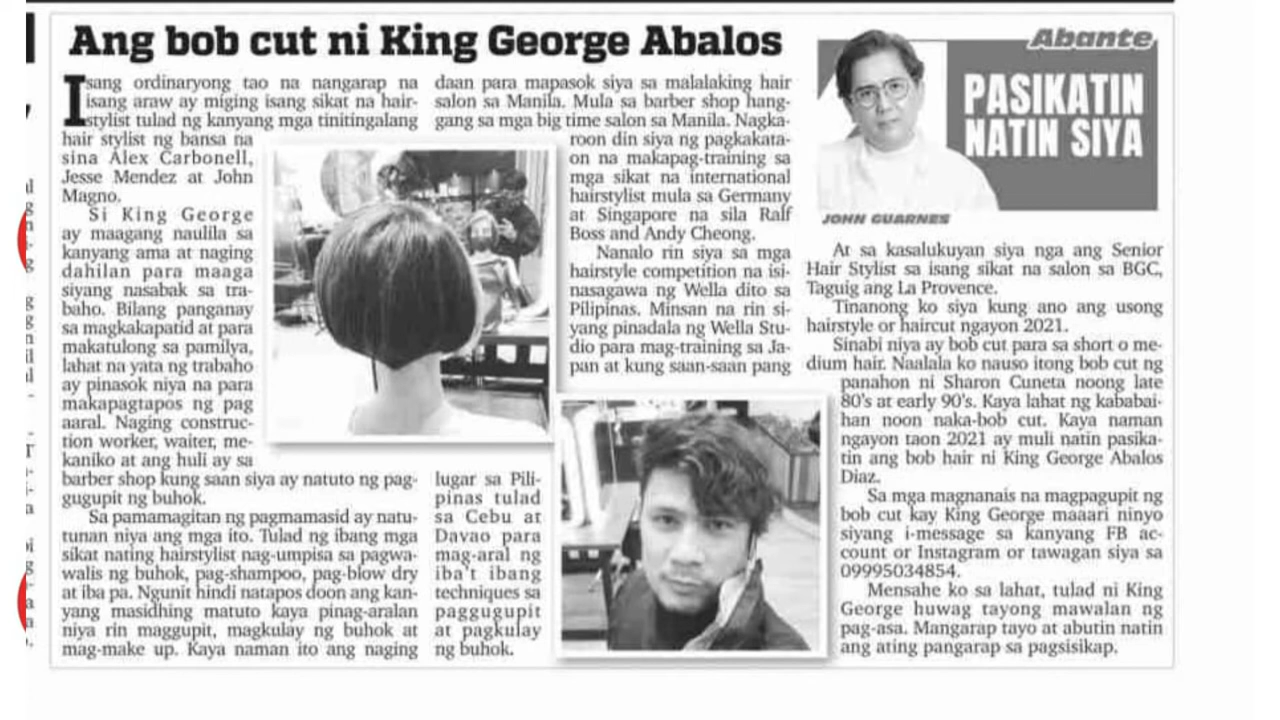 Ang bob cut ni King George Abalos
Isang ordinaryong tao na nangarap na
isang araw ay miging isang sikat na hair-
stylist tulad ng kanyang mga tinitingalang
hair stylist ng bansa na
sina Alex Carbonell,
Jesse Mendez at John
Magno.
Si King George
ay maagang naulila sa
kanyang ama at naging
dahilan para maaga
siyang nasabak sa tra-
baho. Bilang panganay
sa magkakapatid at para
makatulong sa pamilya,
lahat na yata ng trabaho
ay pinasok niya na para
makapagtapos ng pag
aaral. Naging construc-
tion worker, waiter, me-
kaniko at ang huli ay sa
barber shop kung saan siya ay natuto ng pag-
gugupit ng buhok.
Sa pamamagitan ng pagmamasid ay natu-
tunan niya ang mga ito. Tulad ng ibang mga
sikat nating hairstylist nag-umpisa sa pagwa-
walis ng buhok, pag-shampoo, pag-blow dry
at iba pa. Ngunit hindi natapos doon ang kan-
yang masidhing matuto kaya pinag-aralan
niya rin maggupit, magkulay ng buhok at
mag-make up. Kaya naman ito ang naging
daan para mapasok siya sa malalaking hair
salon sa Manila. Mula sa barber shop hang-
gang sa mga big time salon sa Manila. Nagka-
roon din siya ng pagkakata-
on na makapag-training sa
mga sikat na international
hairstylist mula sa Germany
at Singapore na sila Ralf
Boss and Andy Cheong.
Nanalo rin siya sa mga
hairstyle competition na isi-
nasagawa ng Wella dito sa
Pilipinas. Minsan na rin si-
yang pinadala ng Wella Stu-
dio para mag-training sa Ja-
pan at kung saan-saan pang
lugar sa Pili-
pinas tulad
sa Cebu at
Davao para
mag-aral ng
iba't ibang
techniques sa
paggugupit
at pagkulay
ng buhok.
Abante
PASIKATIN
NATIN SIYA
JOHN GUARNES
At sa kasalukuyan siya nga ang Senior
Hair Stylist sa isang sikat na salon sa BGC,
Taguig ang La Provence.
Tinanong ko siya kung ano ang usong
hairstyle or haircut ngayon 2021.
Sinabi niya ay bob cut para sa short o me-
dium hair. Naalala ko nauso itong bob cut ng
panahon ni Sharon Cuneta noong late
80's at early 90's. Kaya lahat ng kababai-
han noon naka-bob cut. Kaya naman
ngayon taon 2021 ay muli natin pasika-
tin ang bob hair ni King George Abalos
Diaz.
Sa mga magnanais na magpagupit ng
bob cut kay King George maaari ninyo
siyang i-message sa kanyang FB ac-
count or Instagram or tawagan siya sa
09995034854.
Mensahe ko sa lahat, tulad ni King
George huwag tayong mawalan ng
pag-asa. Mangarap tayo at abutin natin
ang ating pangarap sa pagsisikap.